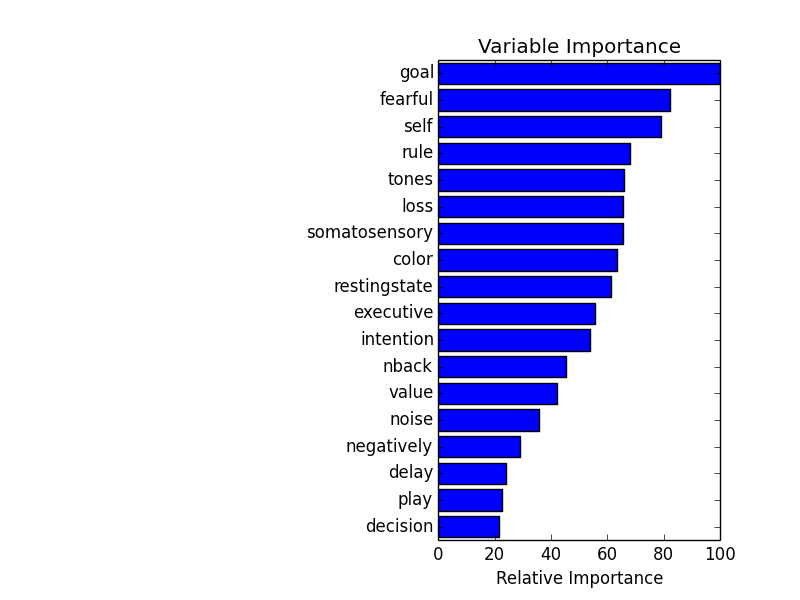 Variable Importance
goal
fearful
self
rule
tones
loss
somatosensory
color
restingstate
executive
intention
nback
value
noise
negatively
delay
play
decision
0 20 40 60 80 100
Relative Importance